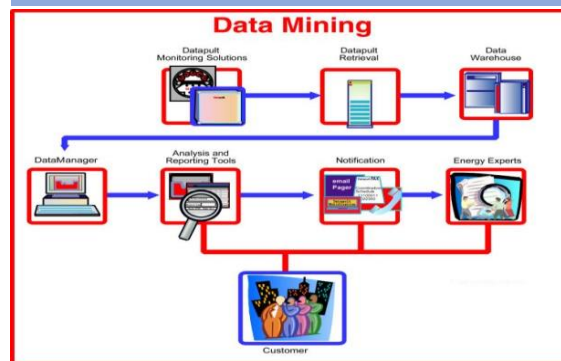 Data Mining
Datapult
Monitoring Solutions
Datapult
Retrieval
Data
Warehouse
DataManager
Analysis and
Reporting Tools
Notification
Energy Experts
email
Pager
Customer